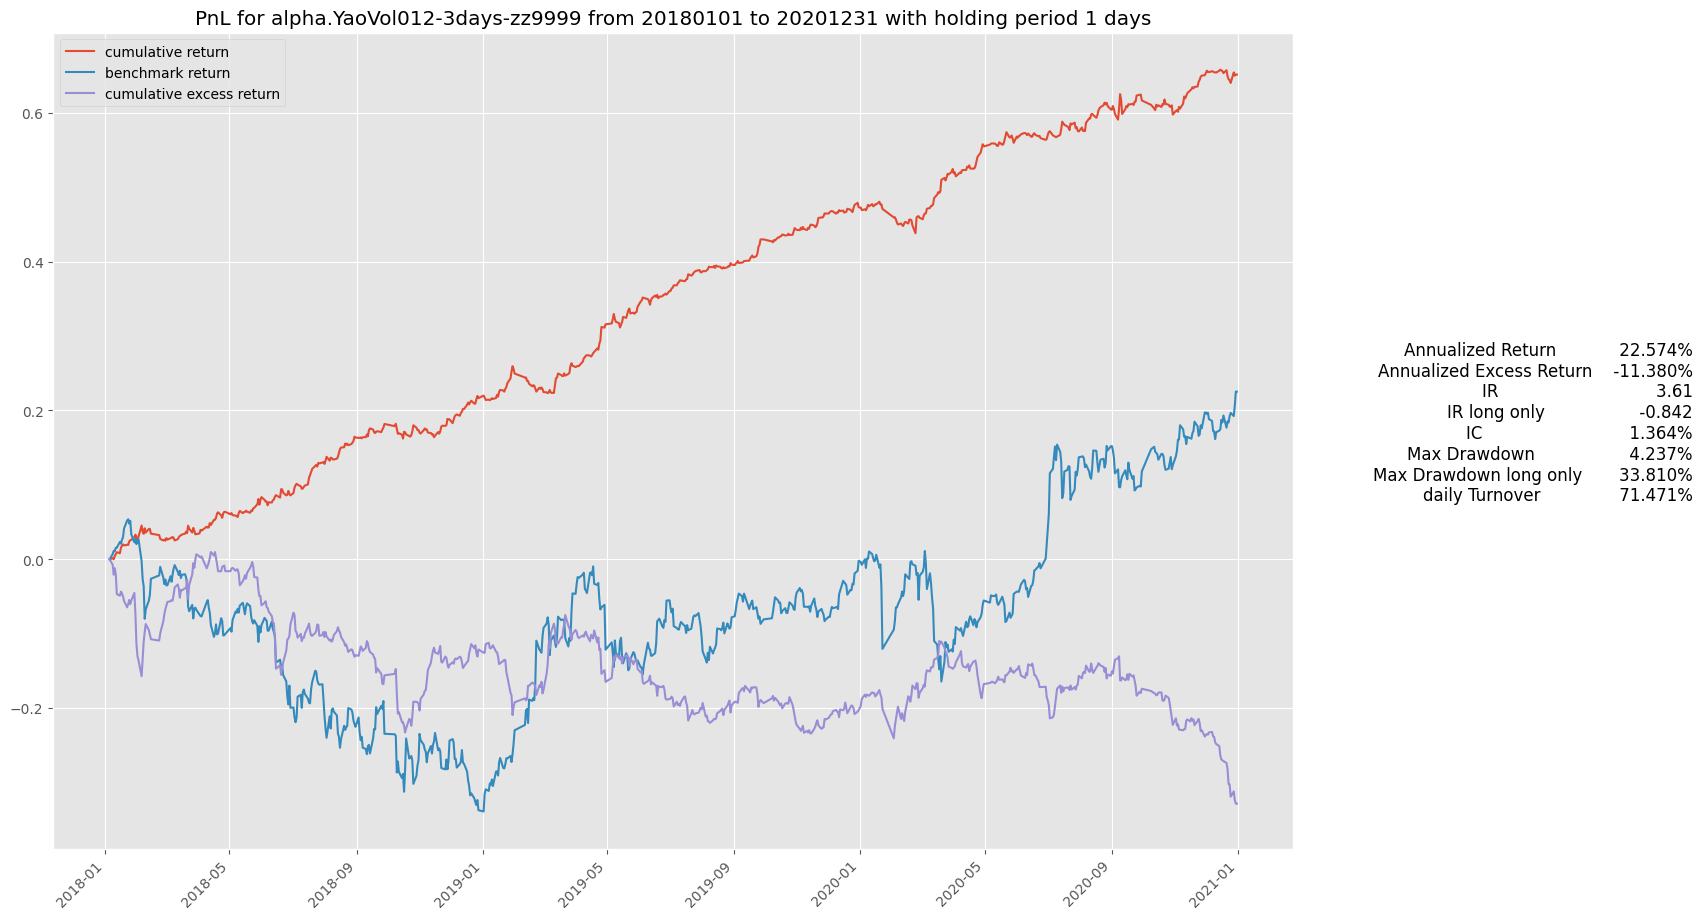 PnL for alpha.YaoVol012-3days-zz9999 from 20180101 to 20201231 with holding period 1 days
cumulative return
benchmark return
cumulative excess return
0.6
0.4
0.2
0.0
−0.2
2018-01
2018-05
2018-09
2019-01
2019-05
2019-09
2020-01
2020-05
2020-09
2021-01
Annualized Return 22.574%
Annualized Excess Return -11.380%
IR 3.61
IR long only -0.842
IC 1.364%
Max Drawdown 4.237%
Max Drawdown long only 33.810%
daily Turnover 71.471%